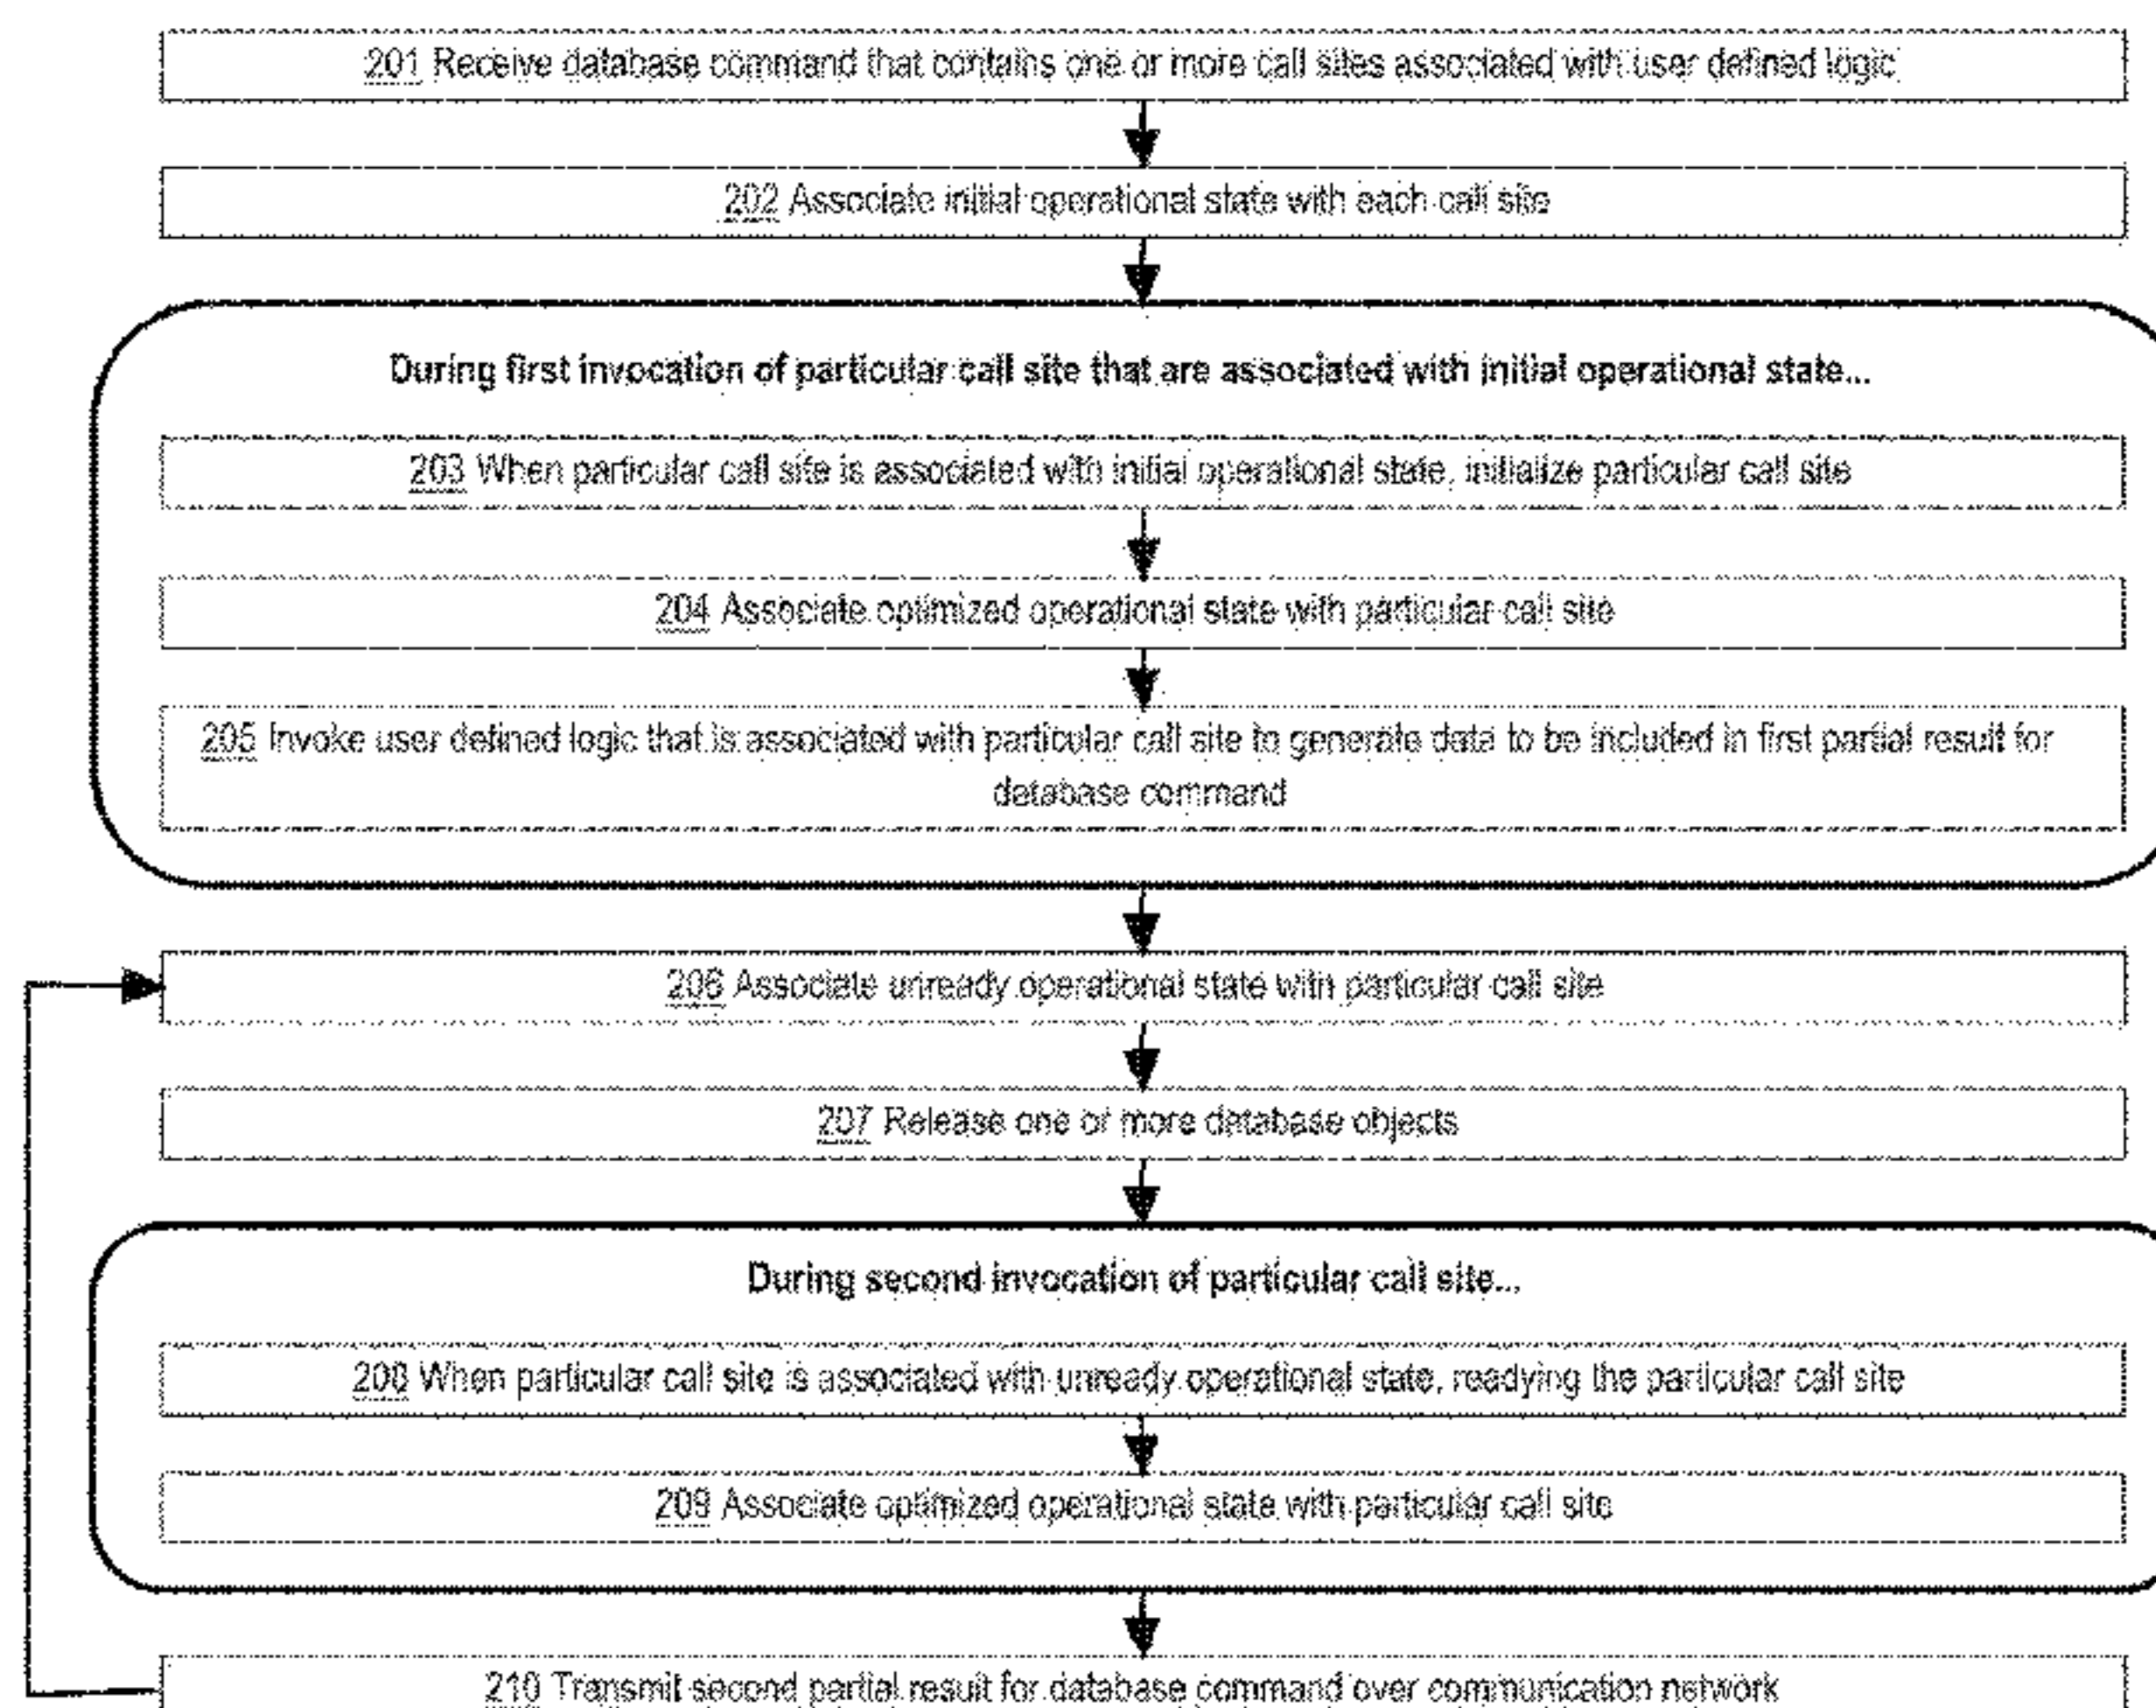 201 Receive database command that contains one or more call sites associated with user defined logic
202 Associate initial operational state with each call site
During first invocation of particular call site that are associated with initial operational state...
203 When particular call site is associated with initial operational state, initialize particular call site
204 Associate optimized operational state with particular call site
205 Invoke user defined logic that is associated with particular call site to generate data to be included in first partial result for
database command
206 Associate unready operational state with particular call site
207 Release one or more database objects
During second invocation of particular call site...
208 When particular call site is associated with unready operational state, readying the particular call site
209 Associate optimized operational state with particular call site
210 Transmit second partial result for database command over communication network